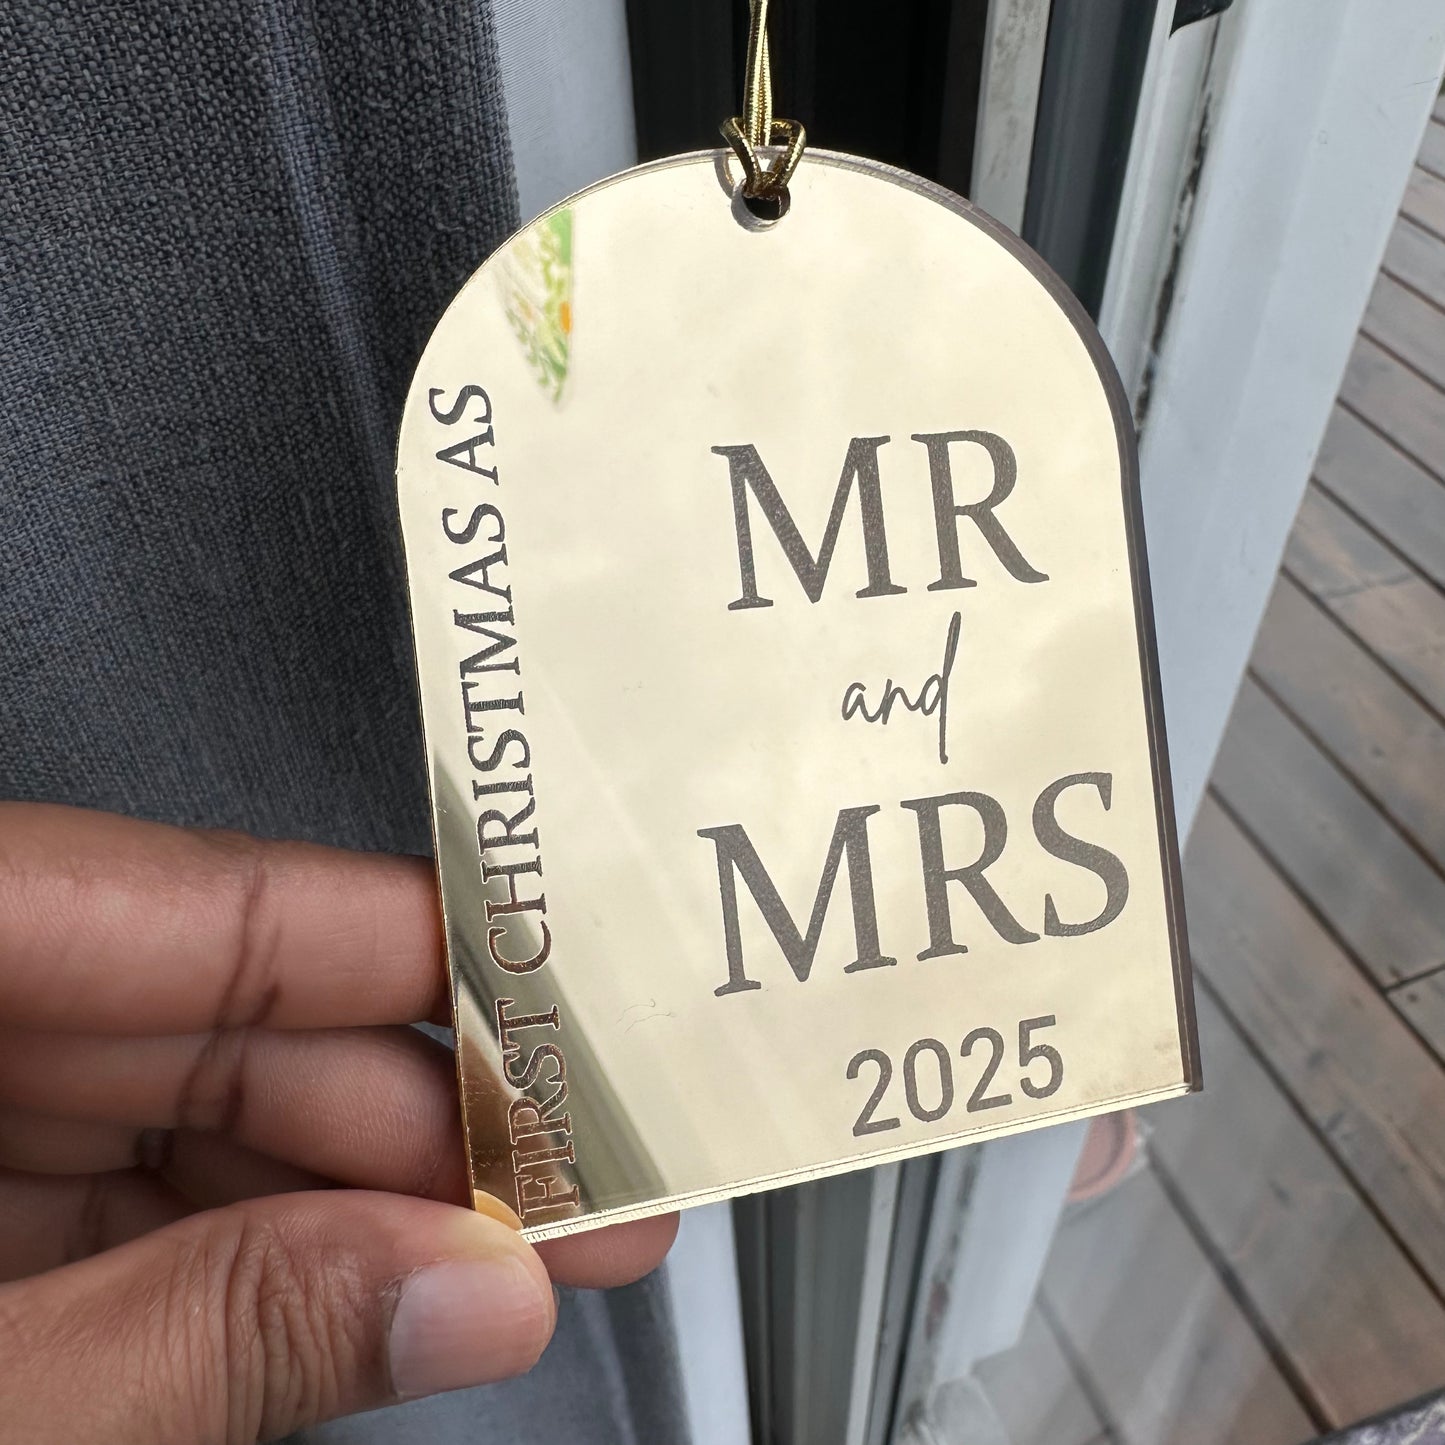 FIRST CHRISTMAS AS
MR
and
MRS
2025